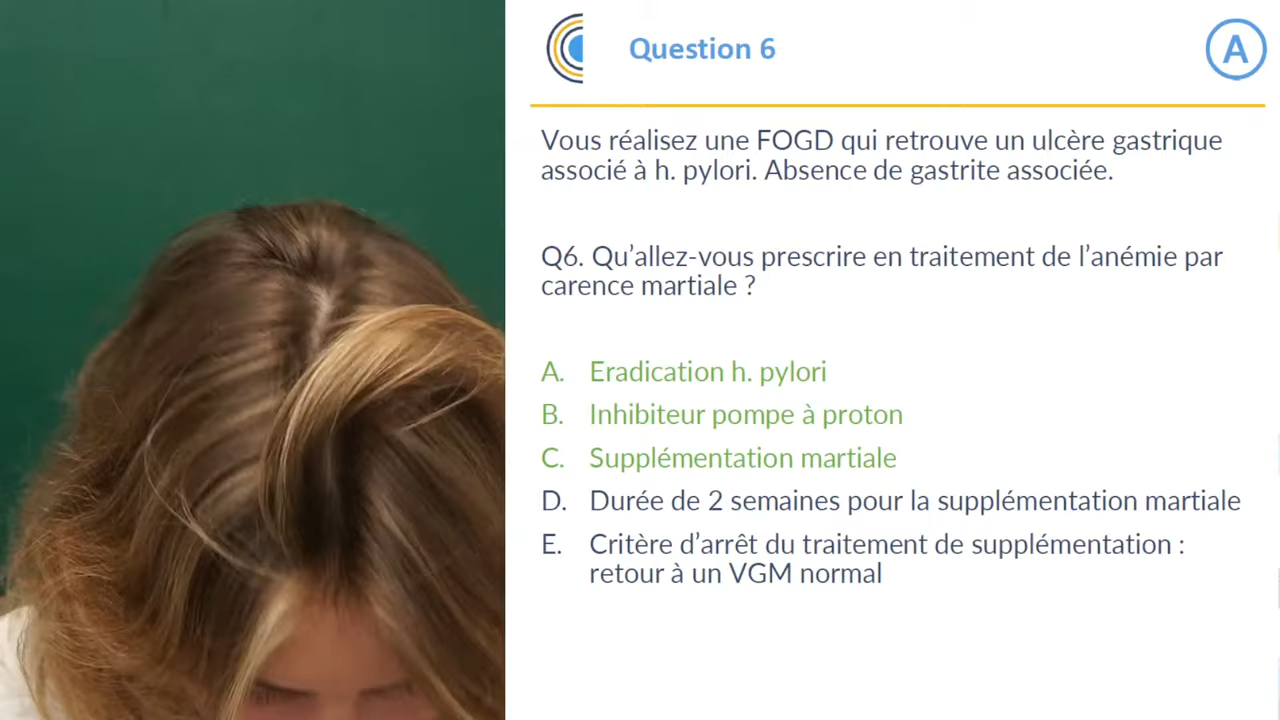 Question 6
A
Vous réalisez une FOGD qui retrouve un ulcère gastrique
associé à h. pylori. Absence de gastrite associée.
Q6. Qu'allez-vous prescrire en traitement de l'anémie par
carence martiale ?
A. Eradication h. pylori
B. Inhibiteur pompe à proton
C. Supplémentation martiale
D. Durée de 2 semaines pour la supplémentation martiale
E. Critère d'arrêt du traitement de supplémentation :
retour à un VGM normal